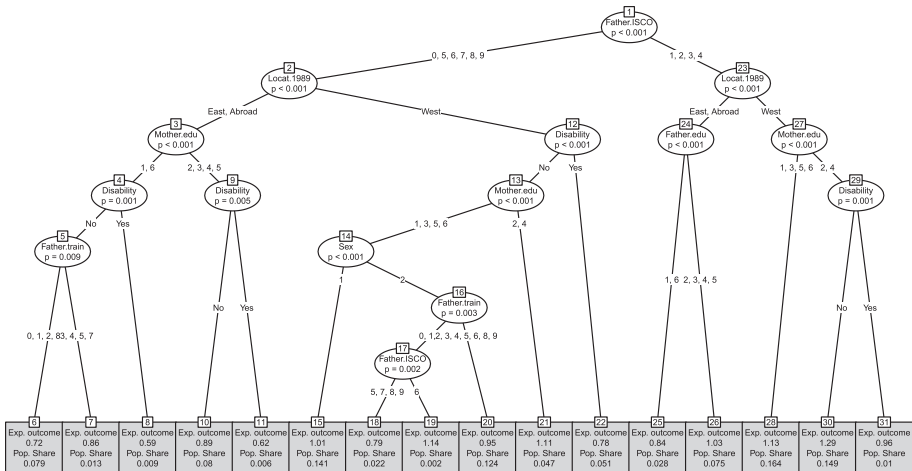 1
Father.ISCO
p < 0.001
0, 5, 6, 7, 8, 9
1, 2, 3, 4
2
Locat.1989
p < 0.001
23
Locat.1989
p < 0.001
East, Abroad
West
East, Abroad
West
3
Mother.edu
p < 0.001
12
Disability
p < 0.001
24
Father.edu
p < 0.001
27
Mother.edu
p < 0.001
1, 6
2, 3, 4, 5
No
Yes
1, 3, 5, 6
2, 4
4
Disability
p = 0.001
9
Disability
p = 0.005
13
Mother.edu
p < 0.001
29
Disability
p = 0.001
No
Yes
1, 3, 5, 6
2, 4
5
Father.train
p = 0.009
14
Sex
p < 0.001
1
2
1, 6
2, 3, 4, 5
16
Father.train
p = 0.003
No
Yes
No
Yes
0, 1, 2, 8
3, 4, 5, 7
0, 1
2, 3, 4, 5, 6, 8, 9
17
Father.ISCO
p = 0.002
5, 7, 8, 9
6
6
Exp. outcome
0.72
Pop. Share
0.079
7
Exp. outcome
0.86
Pop. Share
0.013
8
Exp. outcome
0.59
Pop. Share
0.009
10
Exp. outcome
0.89
Pop. Share
0.08
11
Exp. outcome
0.62
Pop. Share
0.006
15
Exp. outcome
1.01
Pop. Share
0.141
18
Exp. outcome
0.79
Pop. Share
0.022
19
Exp. outcome
1.14
Pop. Share
0.002
20
Exp. outcome
0.95
Pop. Share
0.124
21
Exp. outcome
1.11
Pop. Share
0.047
22
Exp. outcome
0.78
Pop. Share
0.051
25
Exp. outcome
0.84
Pop. Share
0.028
26
Exp. outcome
1.03
Pop. Share
0.075
28
Exp. outcome
1.13
Pop. Share
0.164
30
Exp. outcome
1.29
Pop. Share
0.149
31
Exp. outcome
0.96
Pop. Share
0.01